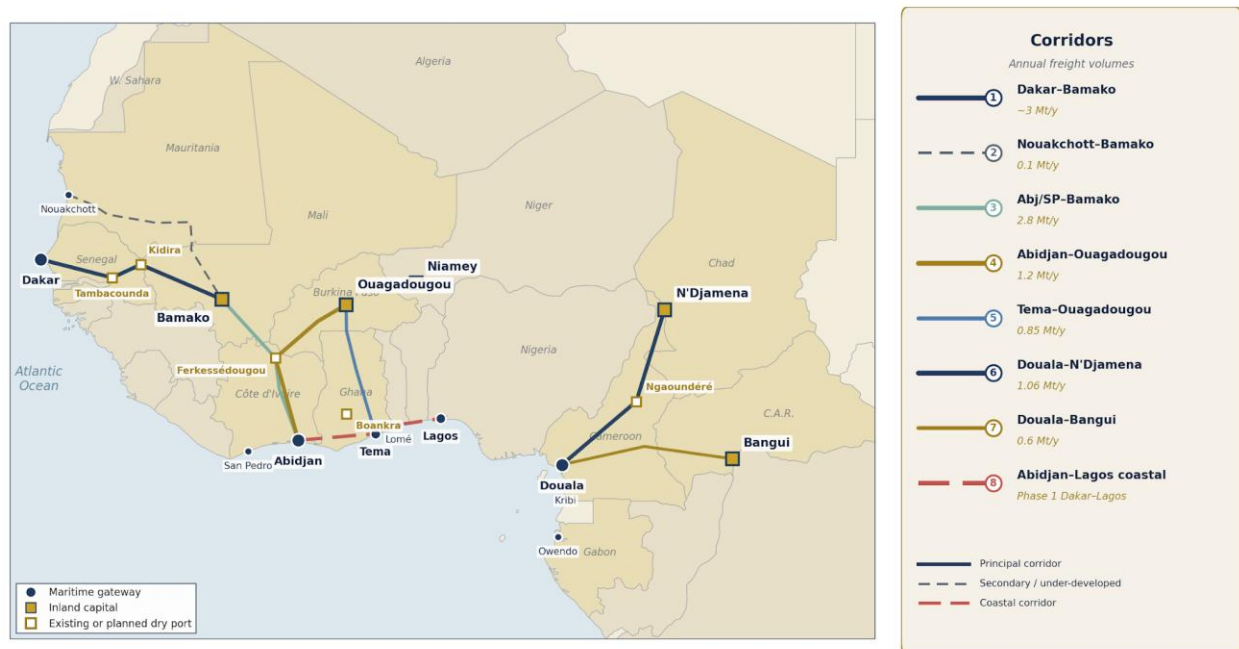 Algeria
W. Sahara
Mauritania
Mali
Niger
Chad
Nouakchott
Kidira
Senegal
Dakar
Tambacounda
Bamako
Niamey
Ouagadougou
Burkina Faso
N'Djamena
Atlantic
Ocean
Ferkessédougou
Nigeria
Côte d'Ivoire
Ghana
Boankra
Ngaoundéré
C.A.R.
Cameroon
San Pedro
Abidjan
Tema
Lomé
Lagos
Bangui
Douala
Kribi
Owendo
Gabon
Maritime gateway
Inland capital
Existing or planned dry port
Corridors
Annual freight volumes
1 Dakar–Bamako
~3 Mt/y
2 Nouakchott–Bamako
0.1 Mt/y
3 Abj/SP–Bamako
2.8 Mt/y
4 Abidjan–Ouagadougou
1.2 Mt/y
5 Tema–Ouagadougou
0.85 Mt/y
6 Douala–N'Djamena
1.06 Mt/y
7 Douala–Bangui
0.6 Mt/y
8 Abidjan–Lagos coastal
Phase 1 Dakar–Lagos
Principal corridor
Secondary / under-developed
Coastal corridor